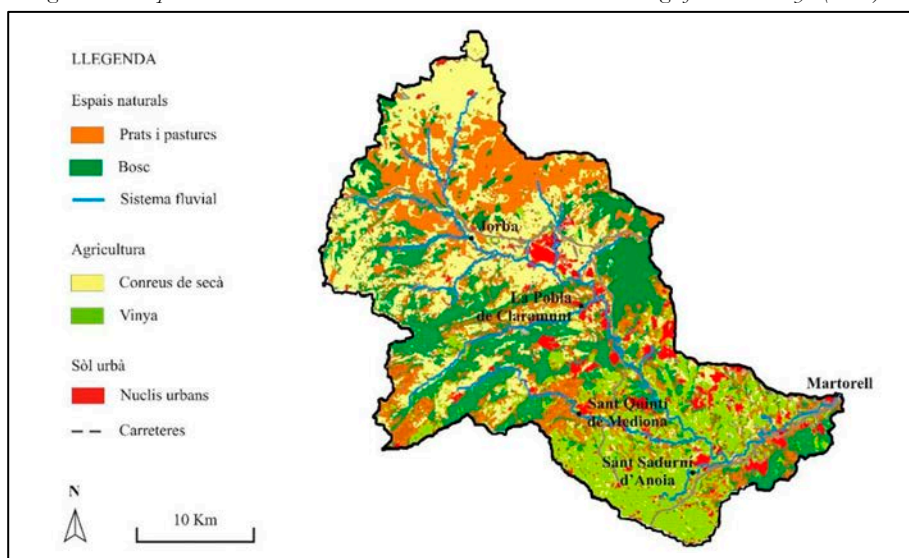 LLEGENDA
Espais naturals
Prats i pastures
Bosc
Sistema fluvial
Agricultura
Conreus de secà
Vinya
Sòl urbà
Nuclis urbans
Carreteres
N
10 Km
Jorba
La Pobla
de Claramunt
Martorell
Sant Quintí
de Mediona
Sant Sadurní
d'Anoia